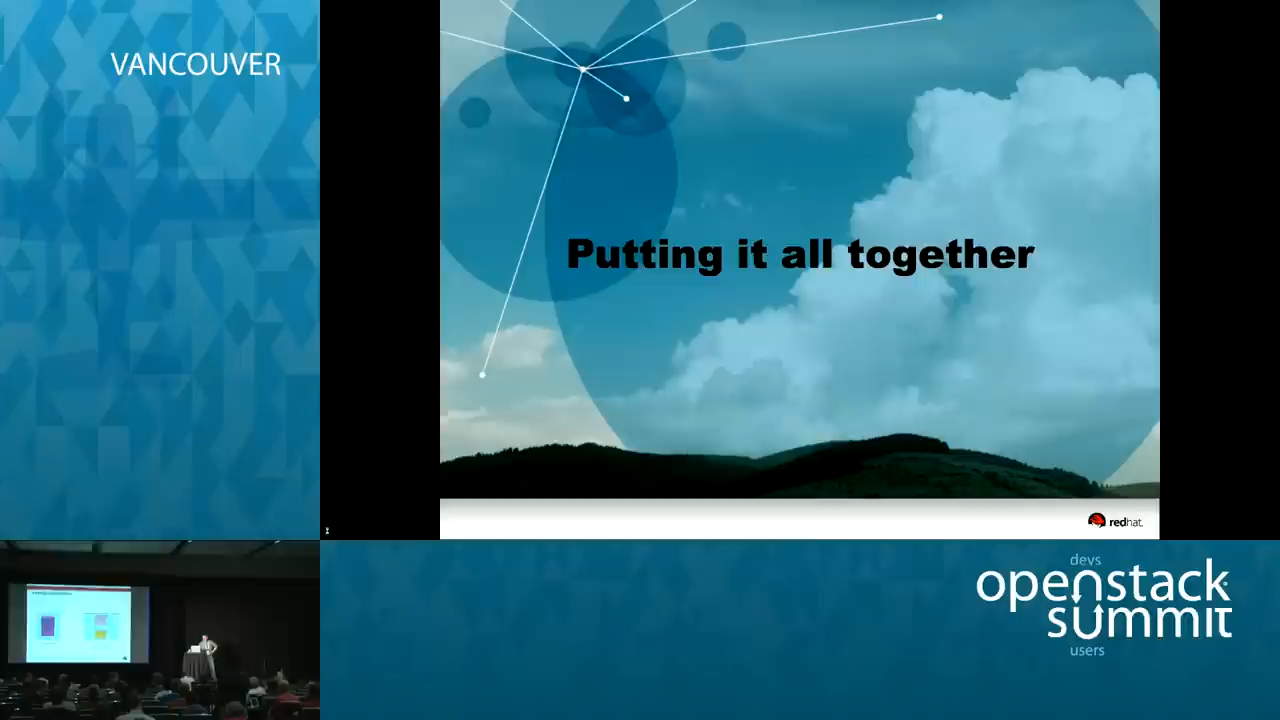 VANCOUVER
Putting it all together
redhat.
devs
openstack
summit
users